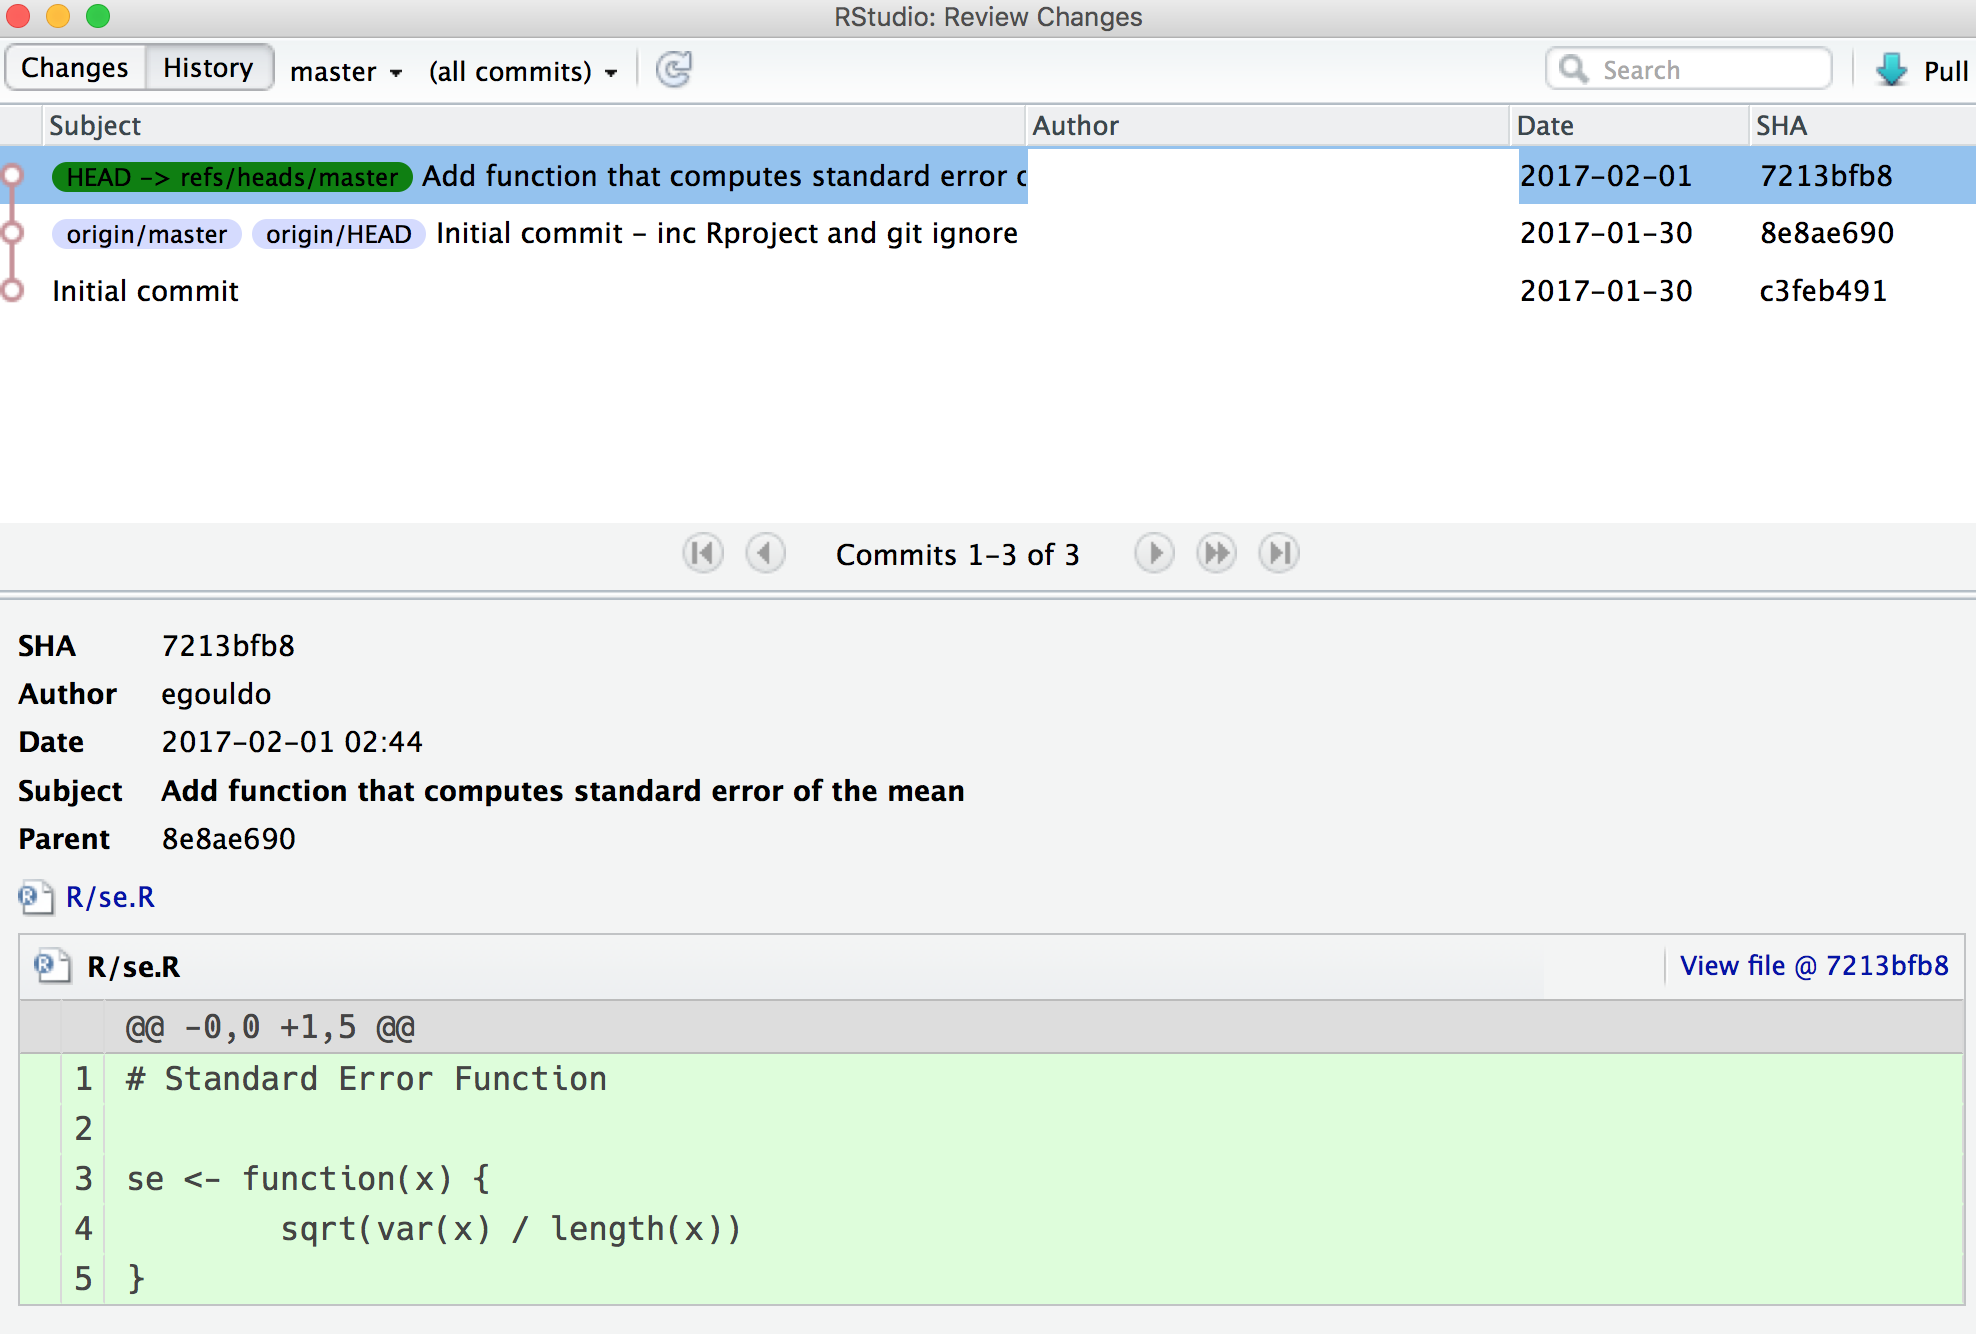 RStudio: Review Changes
Changes History master (all commits) Search Pull
Subject Author Date SHA
HEAD -> refs/heads/master Add function that computes standard error 2017-02-01 7213bfb8
origin/master origin/HEAD Initial commit - inc Rproject and git ignore 2017-01-30 8e8ae690
Initial commit 2017-01-30 c3feb491
Commits 1-3 of 3
SHA 7213bfb8
Author egouldo
Date 2017-02-01 02:44
Subject Add function that computes standard error of the mean
Parent 8e8ae690
R/se.R
R/se.R View file @ 7213bfb8
@@ -0,0 +1,5 @@
1 # Standard Error Function
2
3 se <- function(x) {
4 sqrt(var(x) / length(x))
5 }